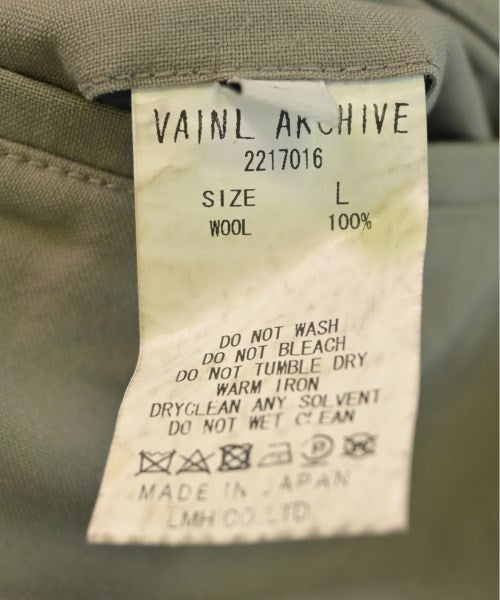 VAINL ARCHIVE
2217016
SIZE L
WOOL 100%
DO NOT WASH
DO NOT BLEACH
DO NOT TUMBLE DRY
WARM IRON
DRYCLEAN ANY SOLVENT
DO NOT WET CLEAN
MADE IN JAPAN
LMH CO.LTD.